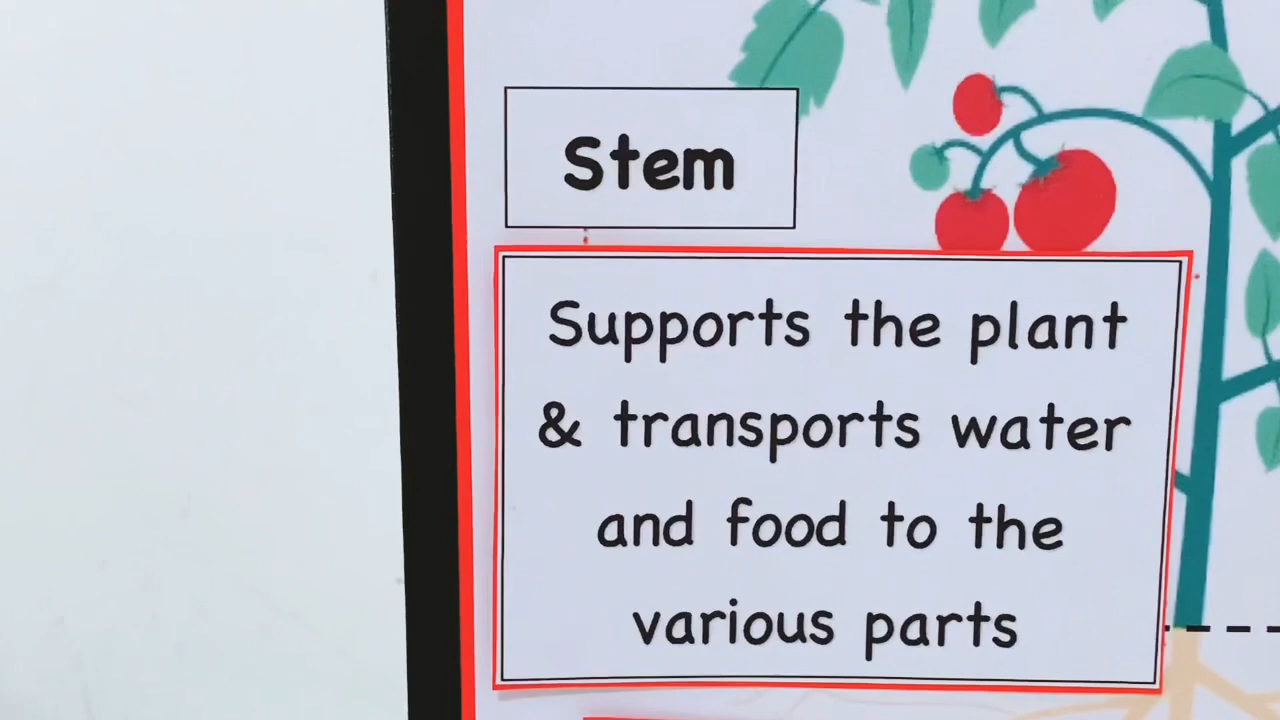 Stem
Supports the plant
& transports water
and food to the
various parts